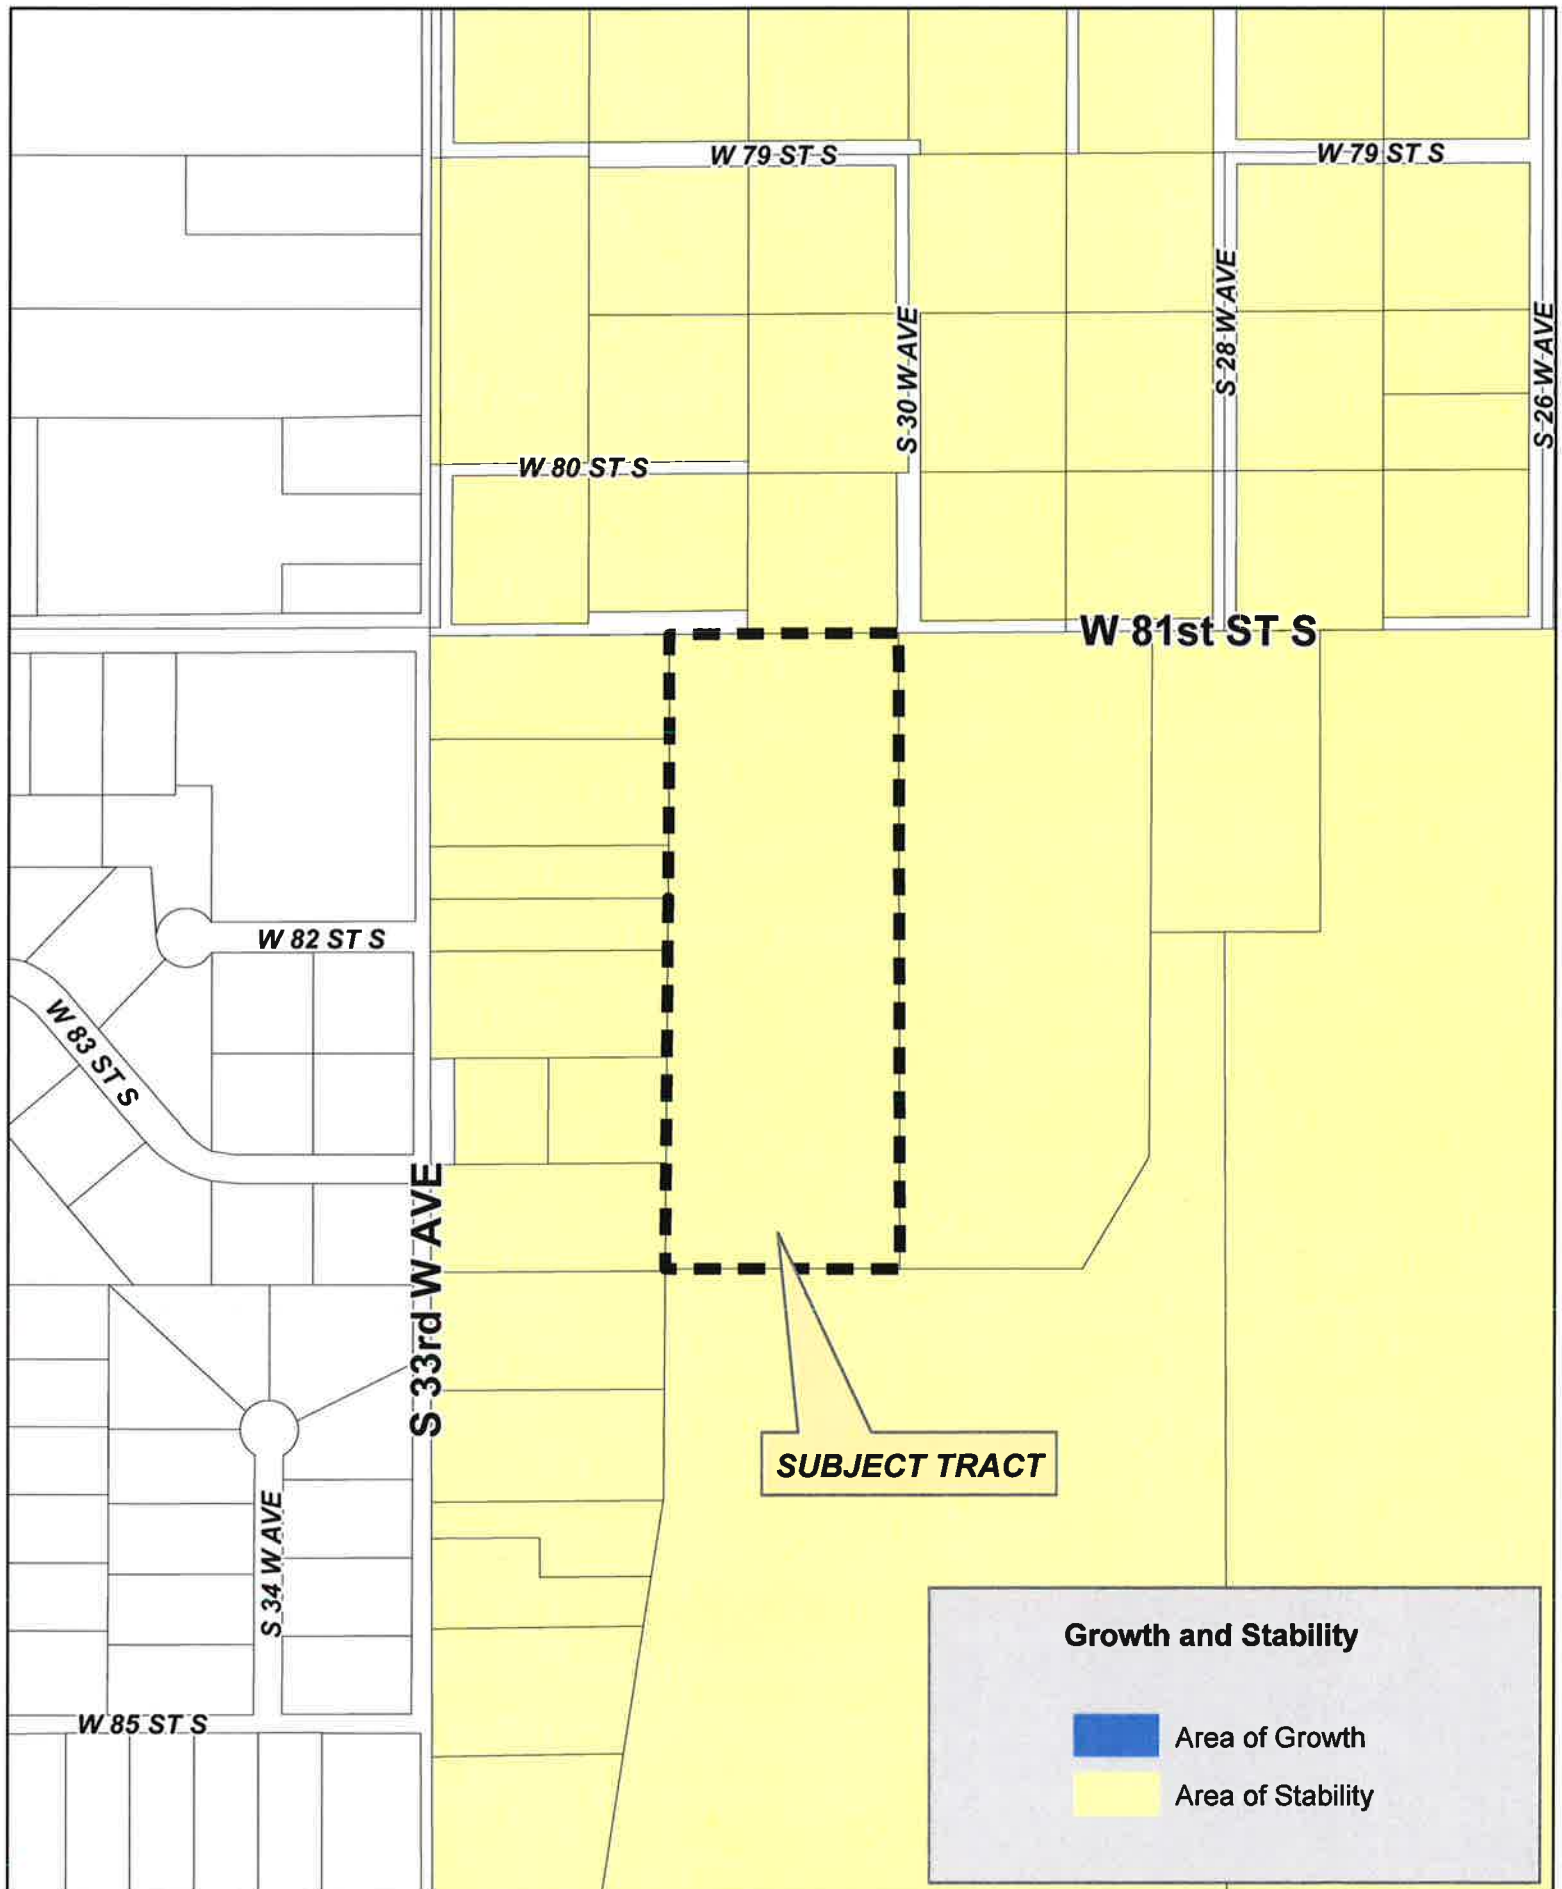 W 79 ST S
W 79 ST S
S 28 W AVE
S 30 W AVE
S 26 W AVE
W 80 ST S
W 81st ST S
W 82 ST S
W 83 ST S
S 33rd W AVE
SUBJECT TRACT
S 34 W AVE
W 85 ST S
Growth and Stability
Area of Growth
Area of Stability